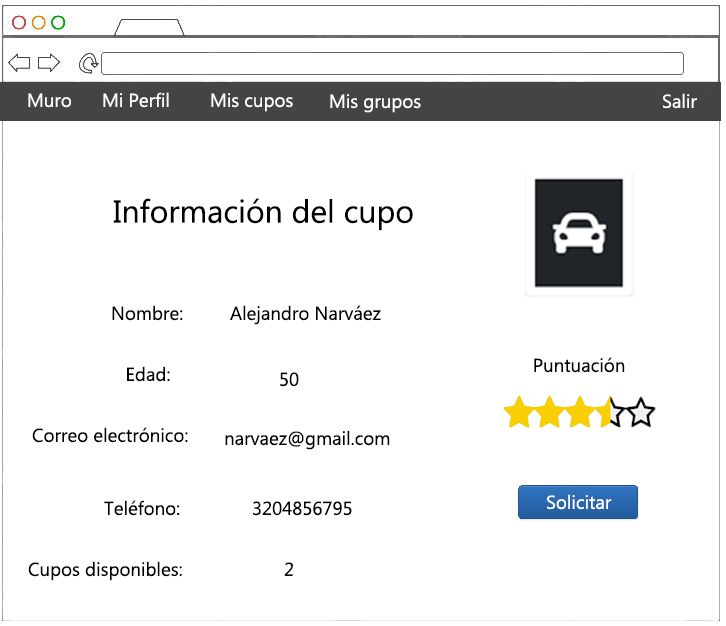 Muro Mi Perfil Mis cupos Mis grupos Salir
Información del cupo
Nombre: Alejandro Narváez
Edad: 50
Correo electrónico: narvaez@gmail.com
Teléfono: 3204856795
Cupos disponibles: 2
Puntuación
Solicitar